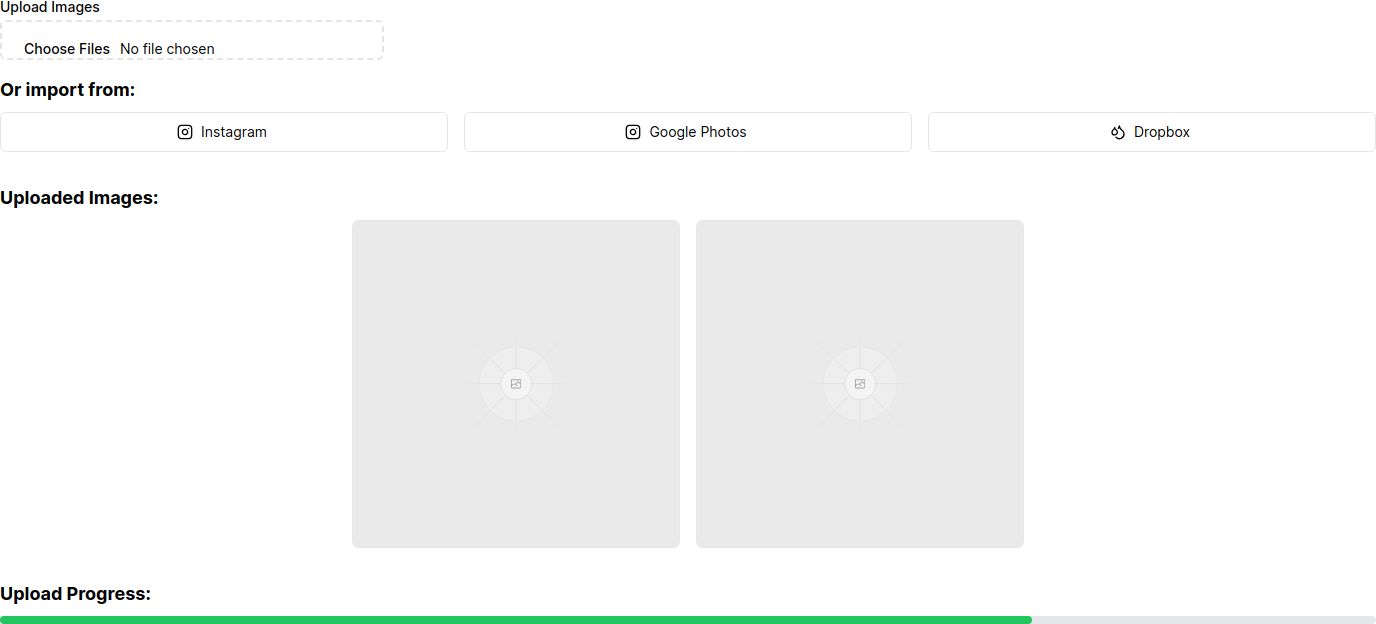 Upload Images
Choose Files No file chosen
Or import from:
Instagram
Google Photos
Dropbox
Uploaded Images:
Upload Progress: